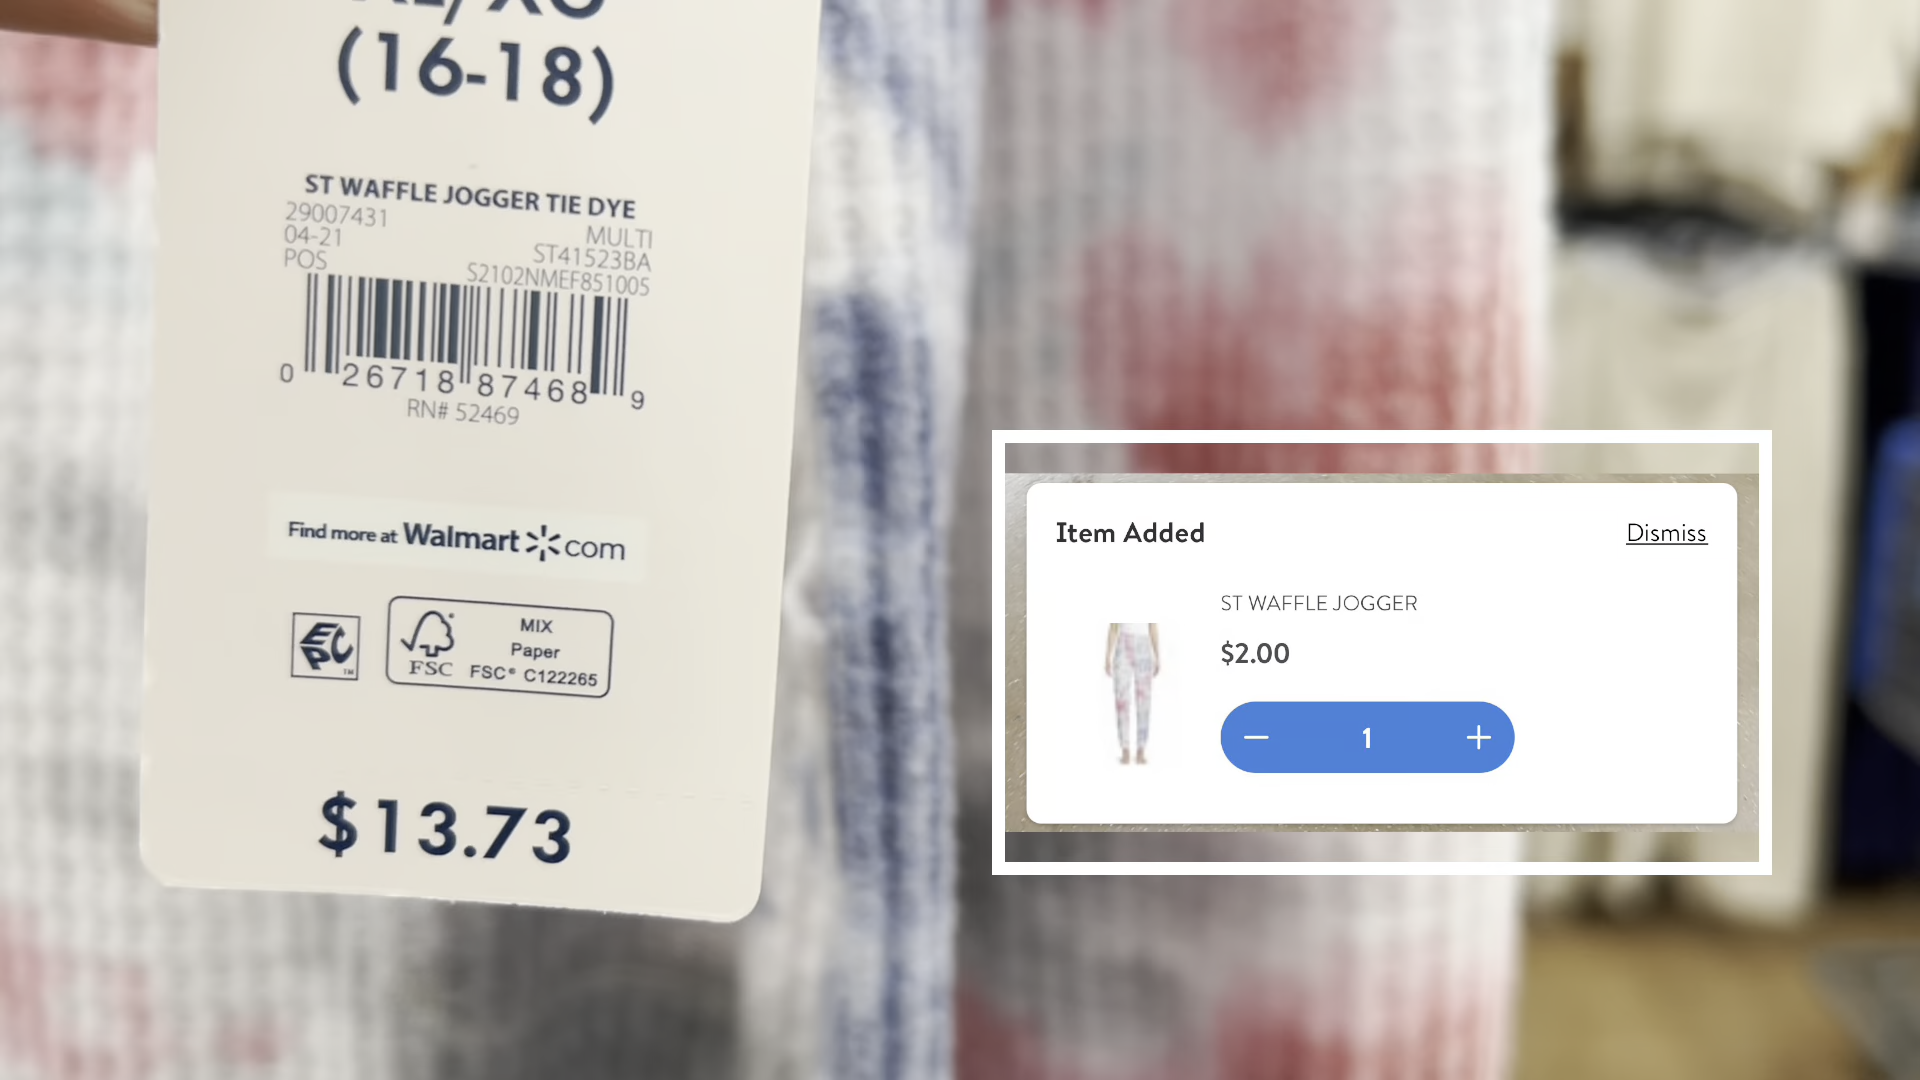 (16-18)
ST WAFFLE JOGGER TIE DYE
29007431
MULTI
04-21
ST41523BA
POS
S2102NMEF851005
0 26718 87468 9
RN# 52469
Find more at Walmart com
EPC TM
MIX
Paper
FSC FSC® C122265
$13.73
Item Added Dismiss
ST WAFFLE JOGGER
$2.00
− 1 +